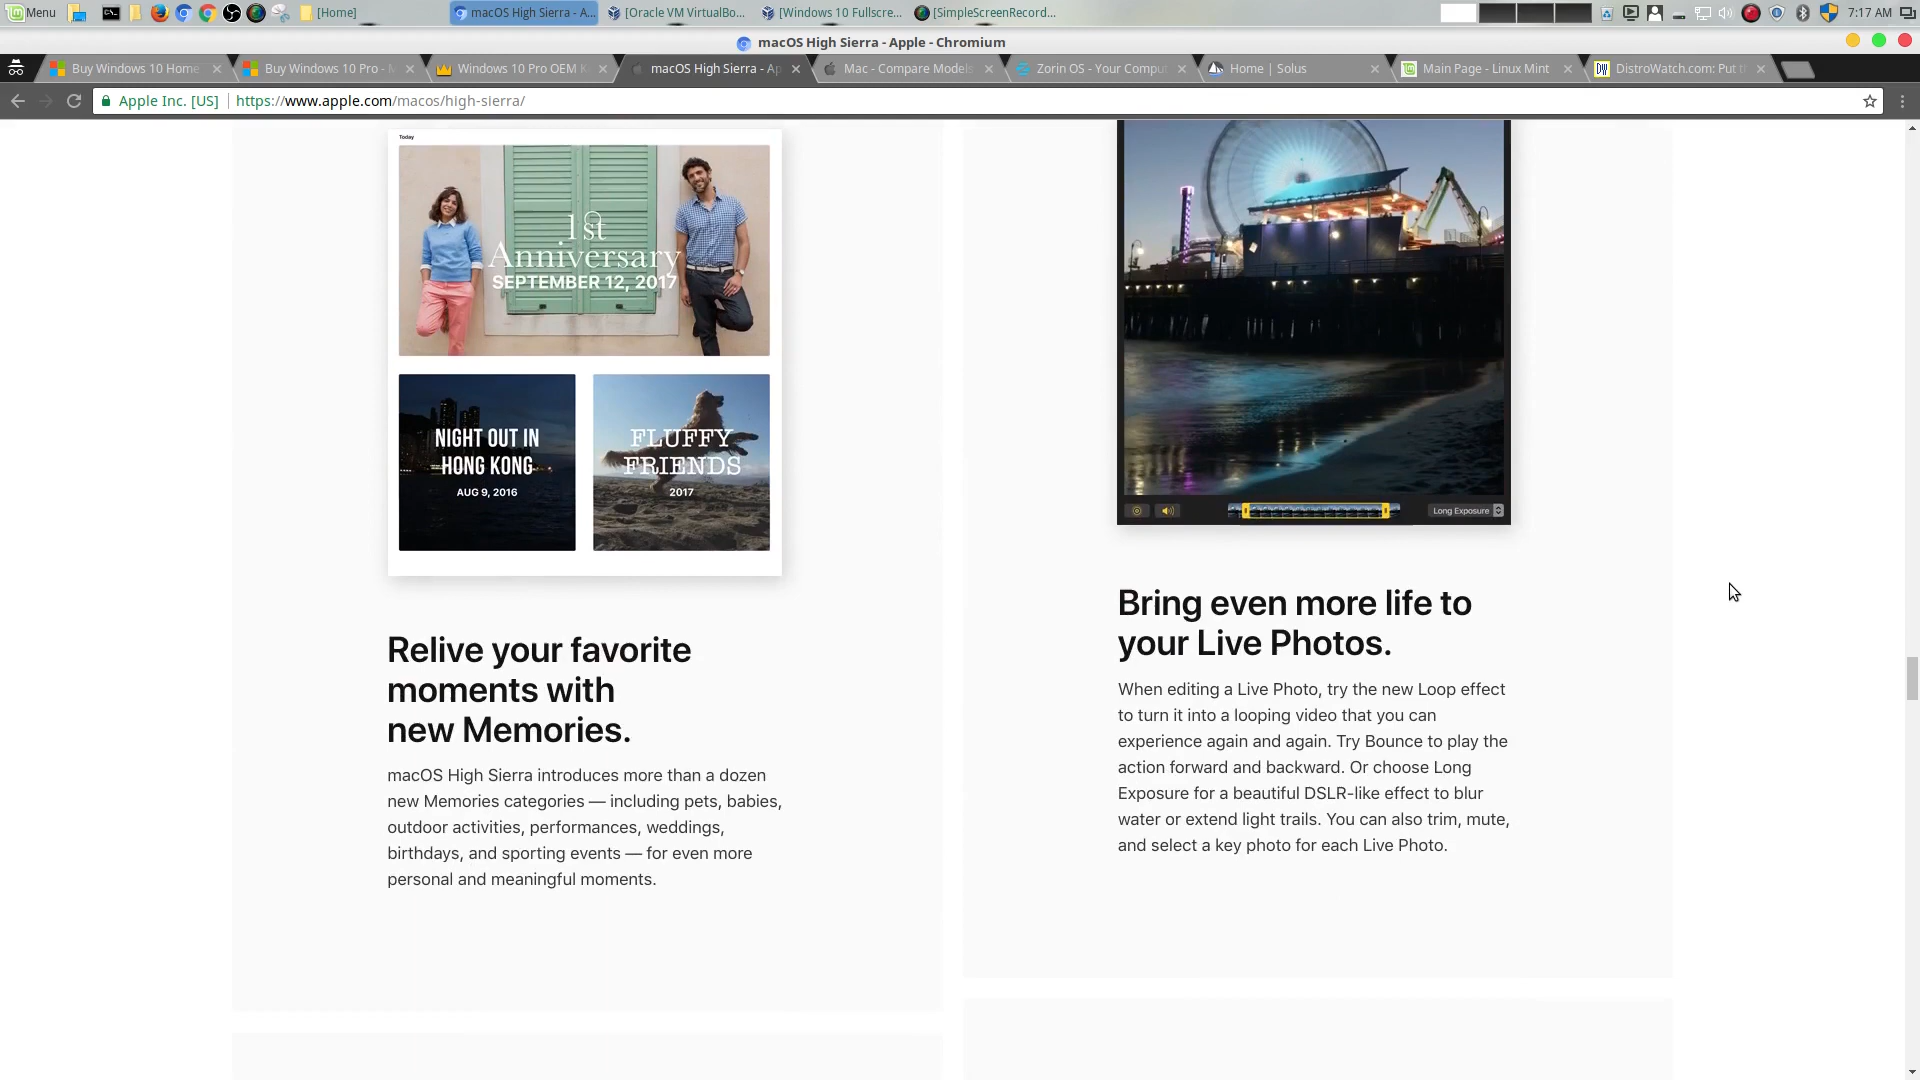 Menu
[Home]
macOS High Sierra - A...
[Oracle VM VirtualBo...
[Windows 10 Fullscre...
[SimpleScreenRecord...
7:17 AM
macOS High Sierra - Apple - Chromium
Buy Windows 10 Home
Buy Windows 10 Pro - M
Windows 10 Pro OEM K
macOS High Sierra - Ap
Mac - Compare Models
Zorin OS - Your Comput
Home | Solus
Main Page - Linux Mint
DistroWatch.com: Put t
Apple Inc. [US]
https://www.apple.com/macos/high-sierra/
Today
1st
Anniversary
SEPTEMBER 12, 2017
NIGHT OUT IN
HONG KONG
AUG 9, 2016
FLUFFY
FRIENDS
2017
Relive your favorite
moments with
new Memories.
macOS High Sierra introduces more than a dozen
new Memories categories — including pets, babies,
outdoor activities, performances, weddings,
birthdays, and sporting events — for even more
personal and meaningful moments.
Long Exposure
Bring even more life to
your Live Photos.
When editing a Live Photo, try the new Loop effect
to turn it into a looping video that you can
experience again and again. Try Bounce to play the
action forward and backward. Or choose Long
Exposure for a beautiful DSLR-like effect to blur
water or extend light trails. You can also trim, mute,
and select a key photo for each Live Photo.